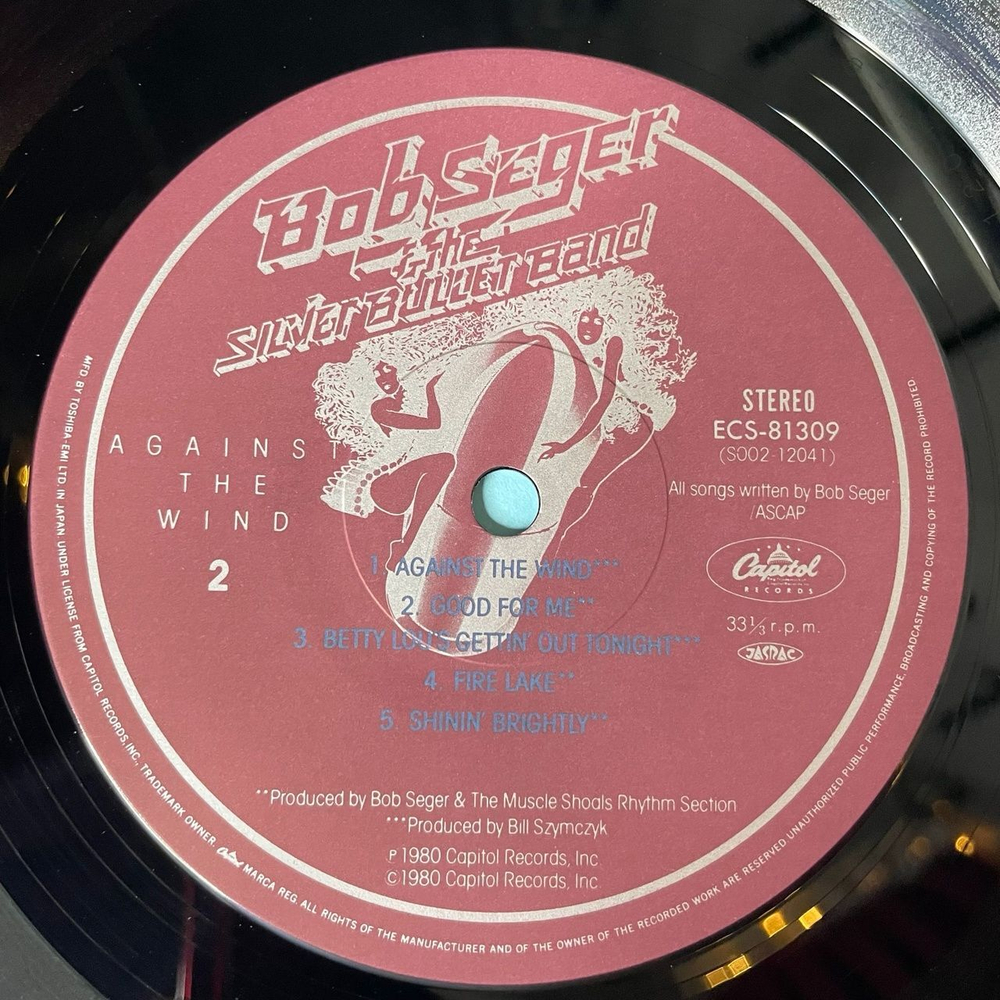 Bob Seger
& the
Silver Bullet Band
AGAINST
THE
WIND
2
STEREO
ECS-81309
(SOO2-12041)
All songs written by Bob Seger
/ASCAP
Capitol
RECORDS
33⅓ r.p.m.
JASRAC
1. AGAINST THE WIND***
2. GOOD FOR ME**
3. BETTY LOU'S GETTIN' OUT TONIGHT***
4. FIRE LAKE**
5. SHININ' BRIGHTLY**
**Produced by Bob Seger & The Muscle Shoals Rhythm Section
***Produced by Bill Szymczyk
℗ 1980 Capitol Records, Inc.
©1980 Capitol Records, Inc.
MFD BY TOSHIBA-EMI LTD. IN JAPAN UNDER LICENSE FROM CAPITOL RECORDS, INC., TRADEMARK OWNER Capitol MARCA REG. ALL RIGHTS OF THE MANUFACTURER AND OF THE OWNER OF THE RECORDED WORK ARE RESERVED. UNAUTHORIZED PUBLIC PERFORMANCE, BROADCASTING AND COPYING OF THE RECORD PROHIBITED.